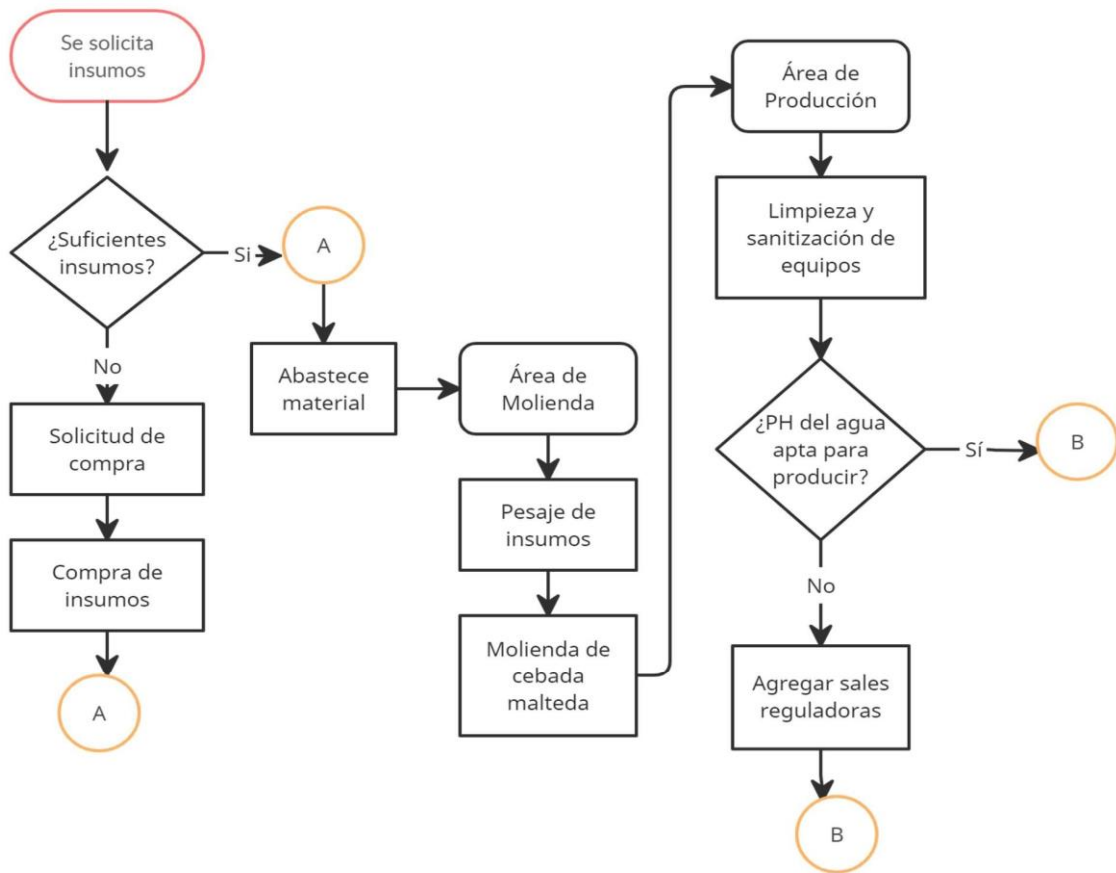 Se solicita
insumos
¿Suficientes
insumos?
Si
No
Solicitud de
compra
Compra de
insumos
A
A
Abastece
material
Área de
Molienda
Pesaje de
insumos
Molienda de
cebada
malteda
Área de
Producción
Limpieza y
sanitización de
equipos
¿PH del agua
apta para
producir?
Sí
B
No
Agregar sales
reguladoras
B